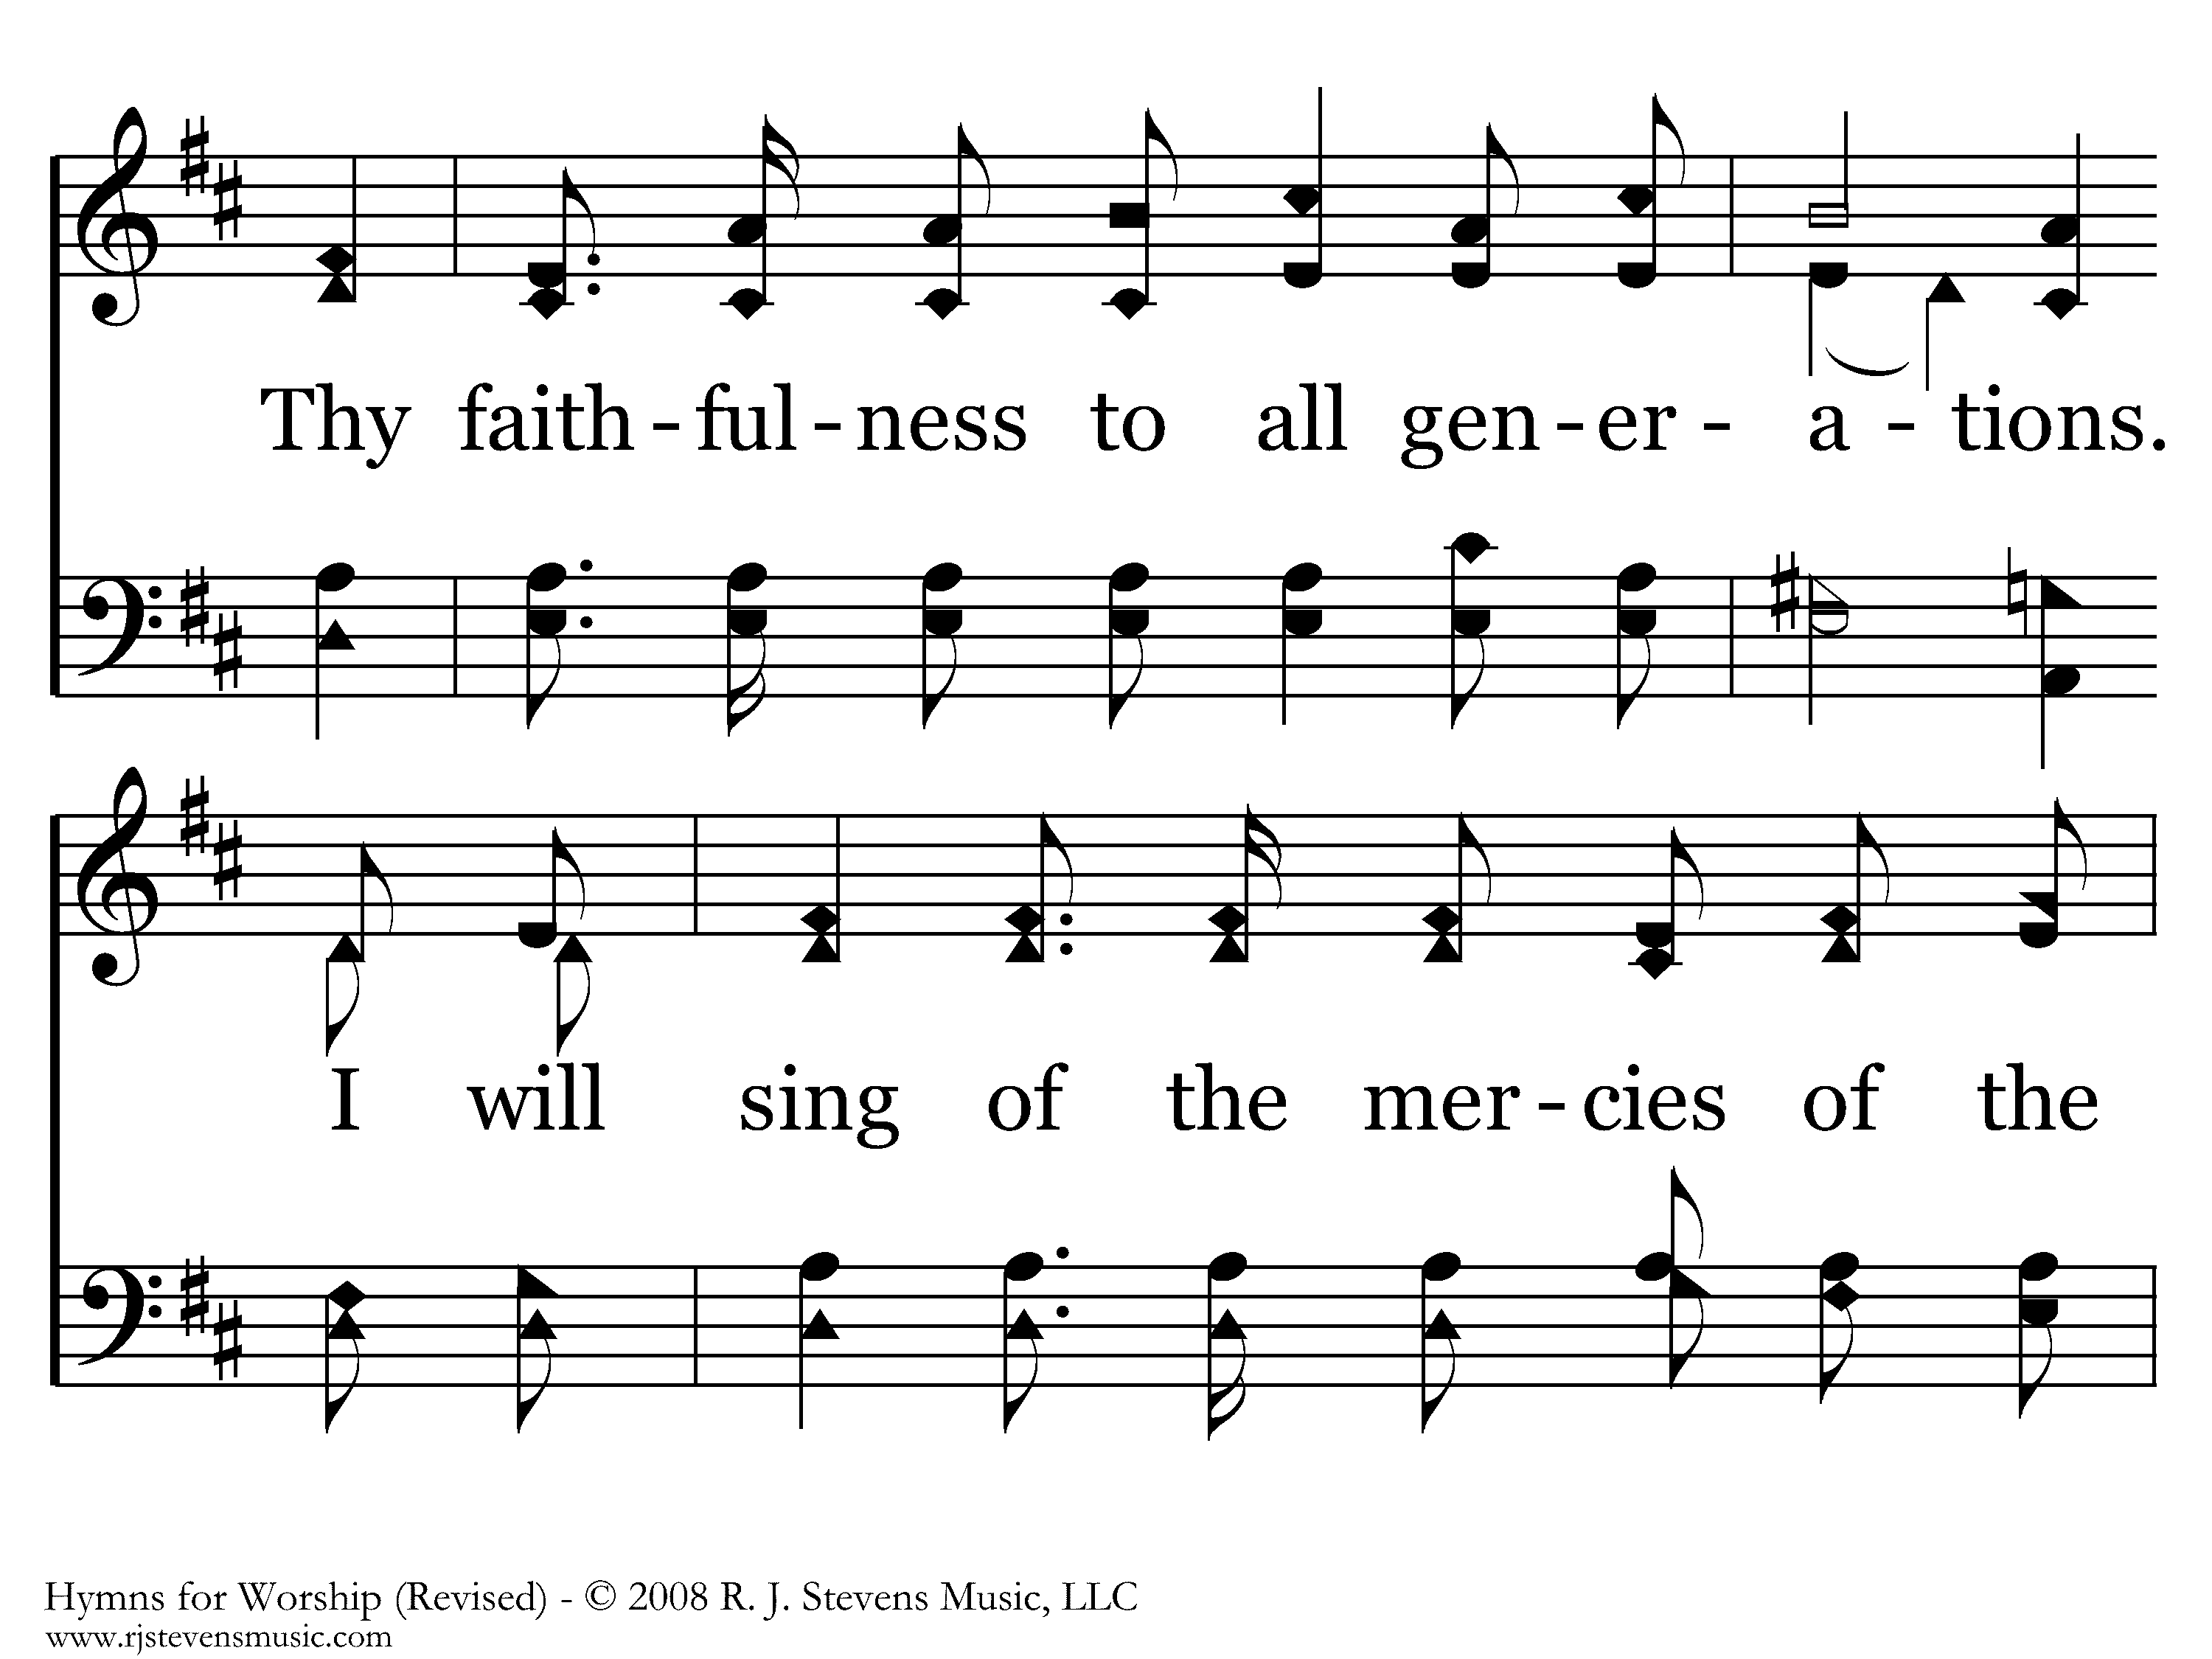 Thy faith - ful - ness to all gen - er - a - tions.
I will sing of the mer - cies of the
Hymns for Worship (Revised) - © 2008 R. J. Stevens Music, LLC
www.rjstevensmusic.com